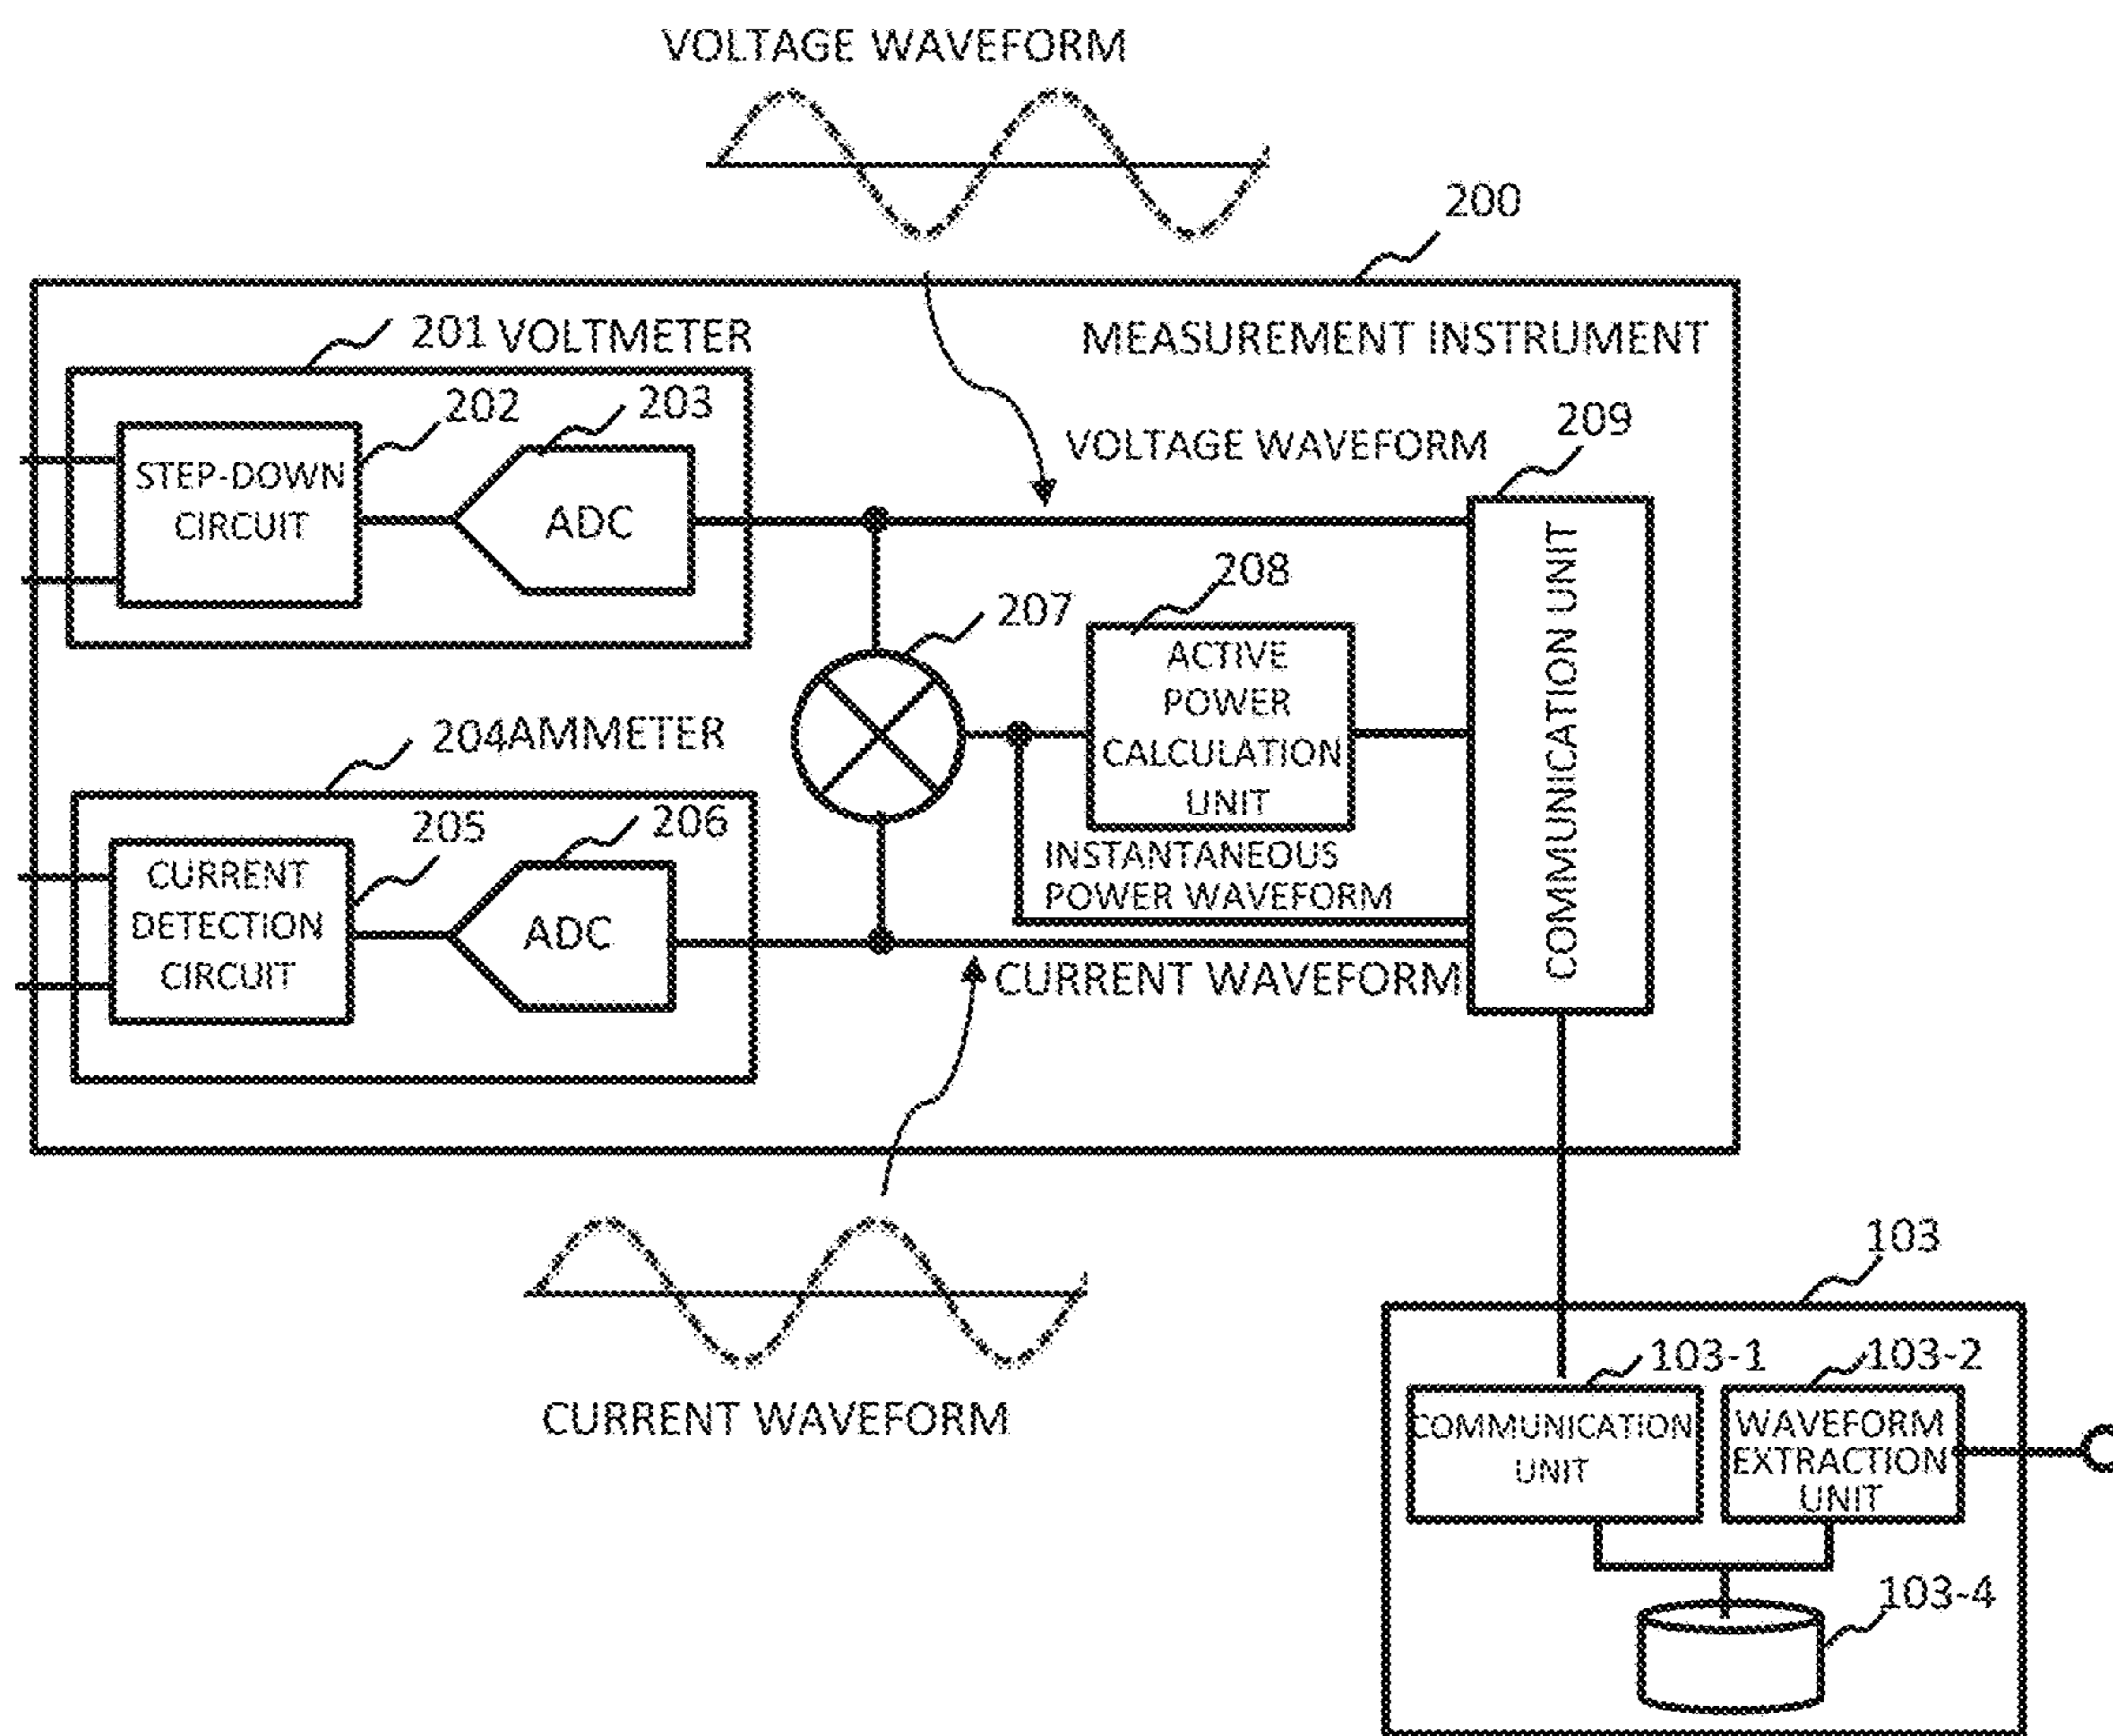 VOLTAGE WAVEFORM
200
201 VOLTMETER
MEASUREMENT INSTRUMENT
202
203
209
STEP-DOWN
CIRCUIT
ADC
VOLTAGE WAVEFORM
COMMUNICATION UNIT
207
208
ACTIVE
POWER
CALCULATION
UNIT
204 AMMETER
205
206
CURRENT
DETECTION
CIRCUIT
ADC
INSTANTANEOUS
POWER WAVEFORM
CURRENT WAVEFORM
CURRENT WAVEFORM
103
103-1
103-2
COMMUNICATION
UNIT
WAVEFORM
EXTRACTION
UNIT
103-4